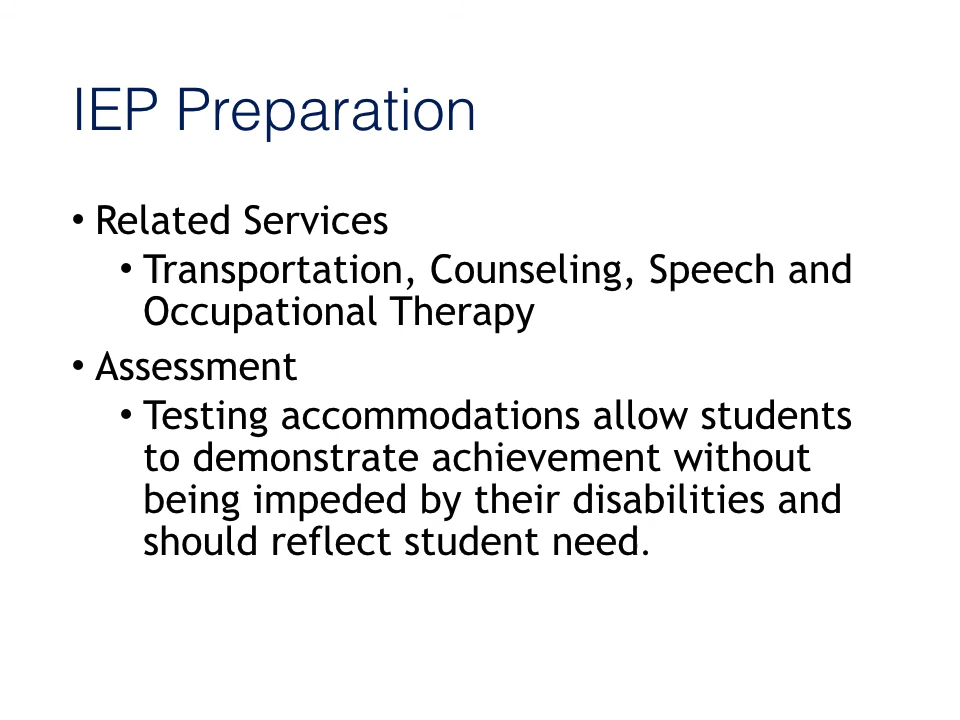 IEP Preparation
• Related Services
• Transportation, Counseling, Speech and
Occupational Therapy
• Assessment
• Testing accommodations allow students
to demonstrate achievement without
being impeded by their disabilities and
should reflect student need.